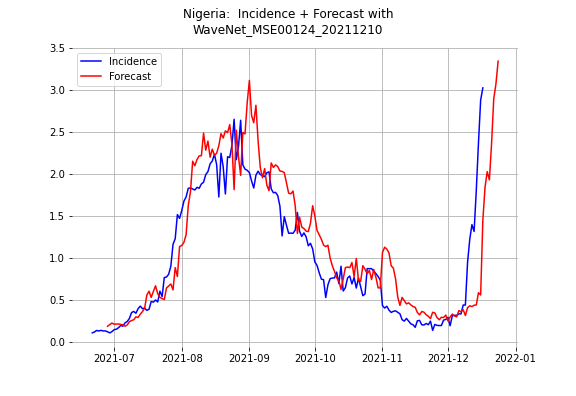 Nigeria:  Incidence + Forecast with
WaveNet_MSE00124_20211210
Incidence
Forecast
3.5
3.0
2.5
2.0
1.5
1.0
0.5
0.0
2021-07 2021-08 2021-09 2021-10 2021-11 2021-12 2022-01